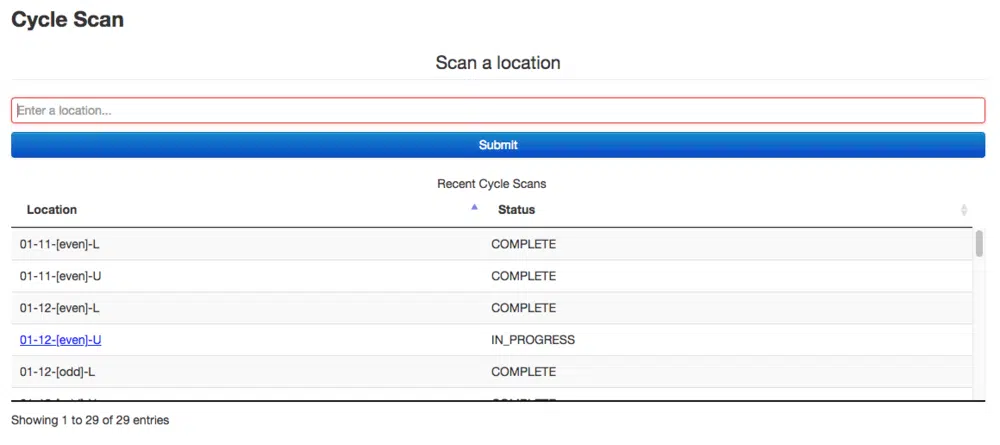 Cycle Scan
Scan a location
Enter a location...
Submit
Recent Cycle Scans
Location Status
01-11-[even]-L COMPLETE
01-11-[even]-U COMPLETE
01-12-[even]-L COMPLETE
01-12-[even]-U IN_PROGRESS
01-12-[odd]-L COMPLETE
Showing 1 to 29 of 29 entries